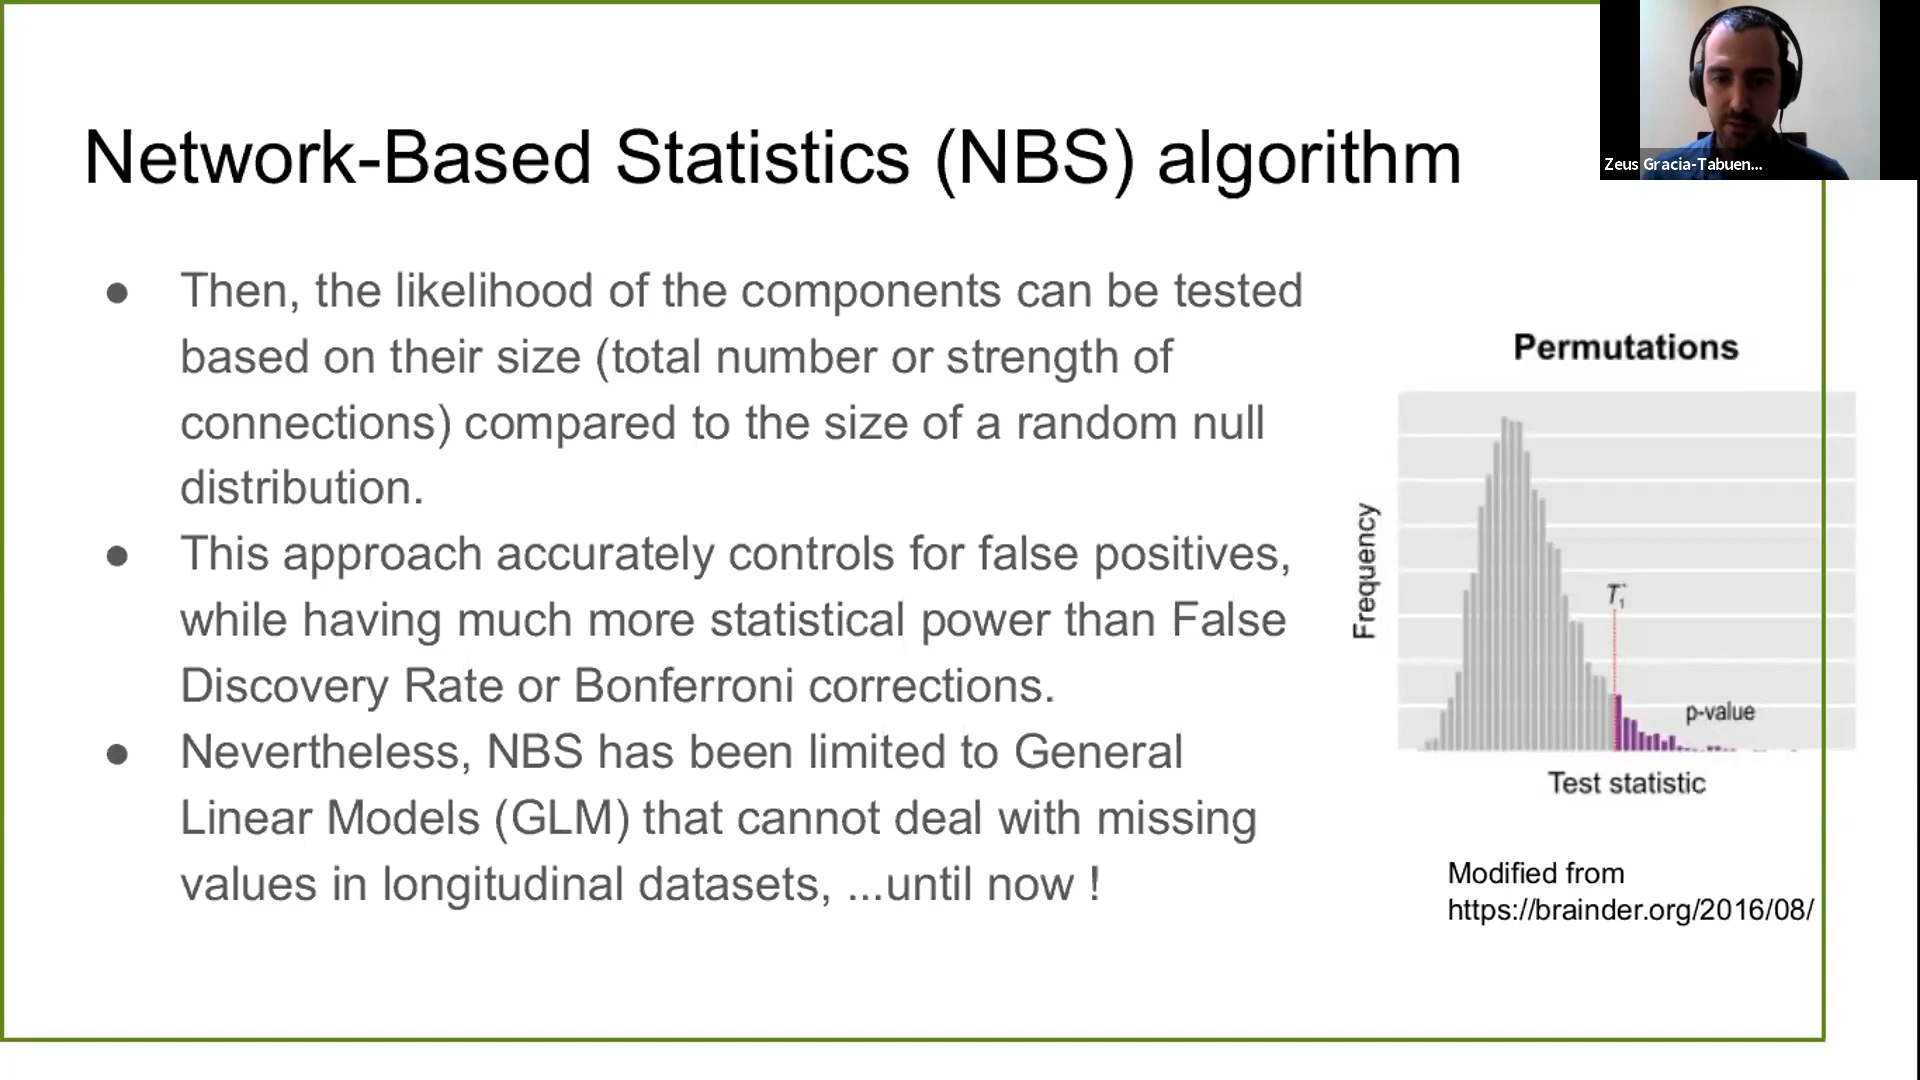 Zeus Gracia-Tabuen...
Network-Based Statistics (NBS) algorithm
● Then, the likelihood of the components can be tested
based on their size (total number or strength of
connections) compared to the size of a random null
distribution.
● This approach accurately controls for false positives,
while having much more statistical power than False
Discovery Rate or Bonferroni corrections.
● Nevertheless, NBS has been limited to General
Linear Models (GLM) that cannot deal with missing
values in longitudinal datasets, ...until now !
Permutations
Frequency
T₁*
p-value
Test statistic
Modified from
https://brainder.org/2016/08/